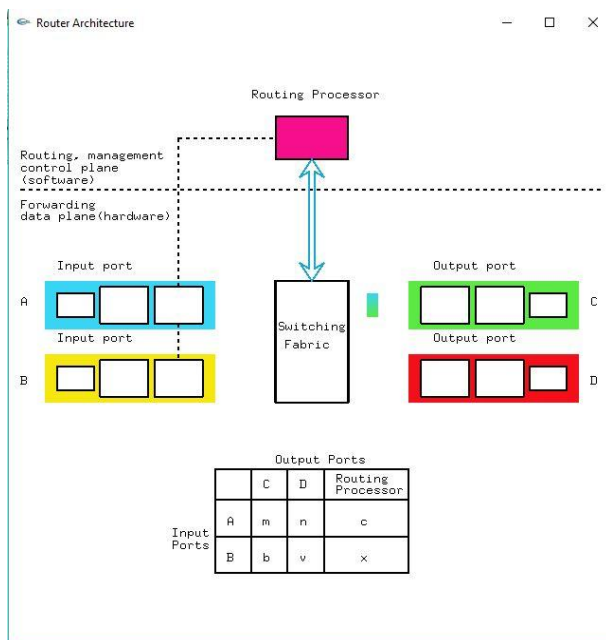 Router Architecture
Routing Processor
Routing, management
control plane
(software)
Forwarding
data plane(hardware)
Input port
Output port
A
C
Switching
Fabric
Input port
Output port
B
D
Output Ports
C D Routing
Processor
Input
Ports
A m n c
B b v x